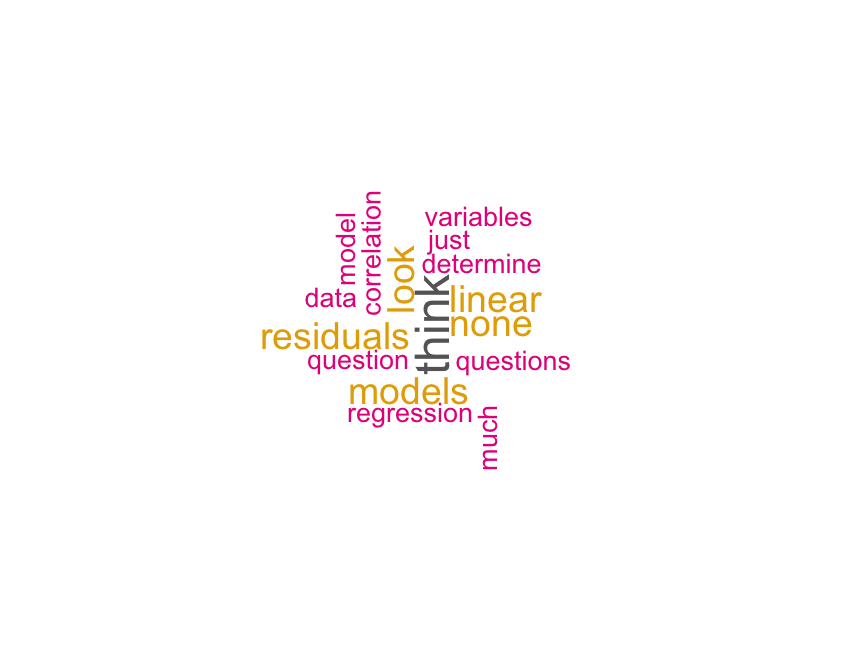 variables
just
determine
model
correlation
look
data
think
linear
none
residuals
question
questions
models
regression
much